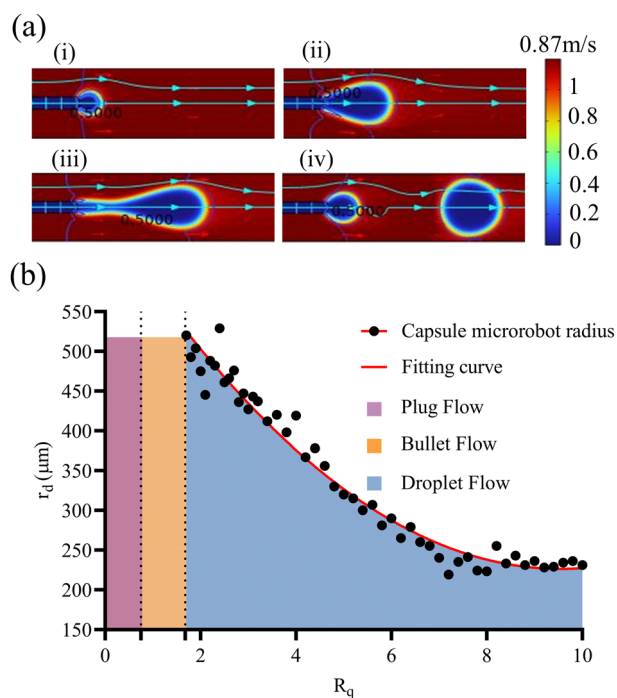 (a)
(i)
(ii)
0.87m/s
0.5000
0.5000
1
0.8
0.6
0.4
0.2
0
(iii)
(iv)
0.5000
0.5000
(b)
550
500
450
400
350
300
250
200
150
r_d (μm)
Capsule microrobot radius
Fitting curve
Plug Flow
Bullet Flow
Droplet Flow
0
2
4
6
8
10
R_q